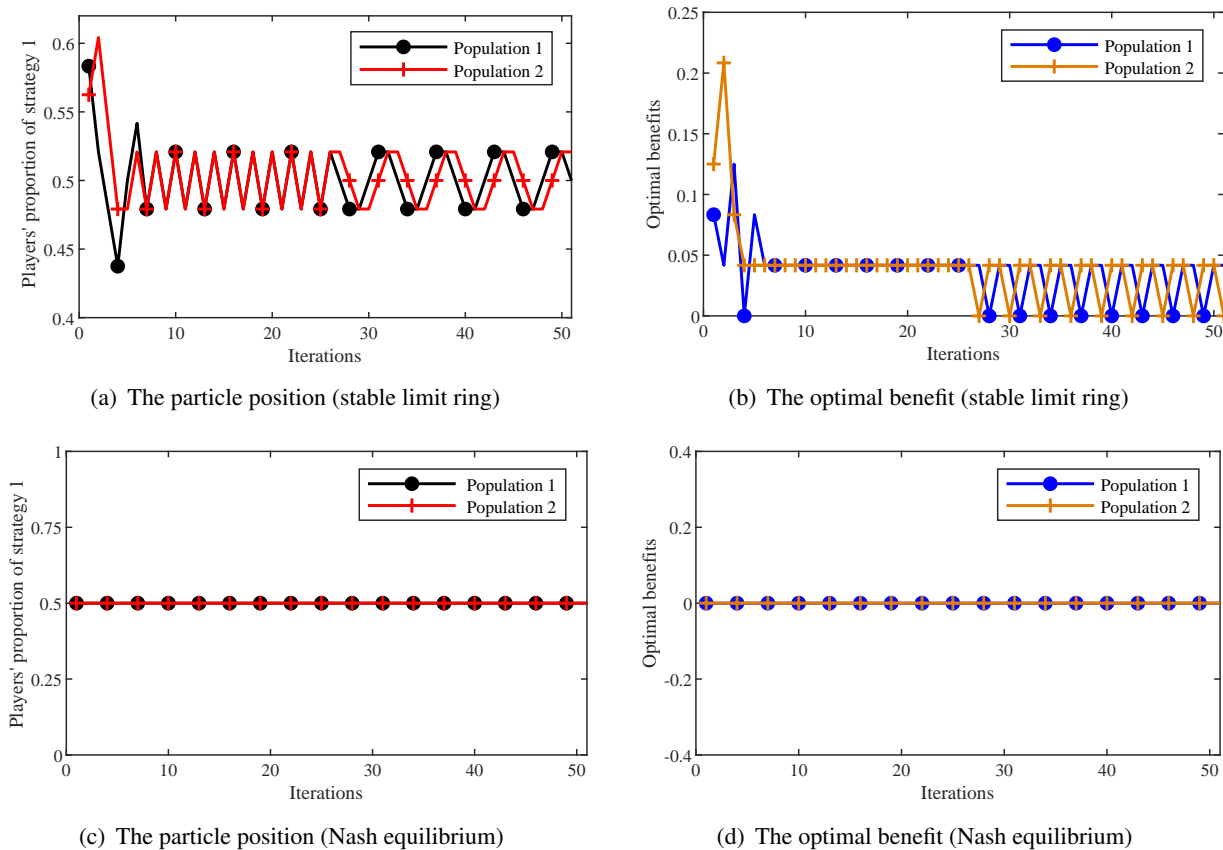 Players' proportion of strategy 1
0.6
0.55
0.5
0.45
0.4
0 10 20 30 40 50
Iterations
Population 1
Population 2
(a) The particle position (stable limit ring)
Optimal benefits
0.25
0.2
0.15
0.1
0.05
0
0 10 20 30 40 50
Iterations
Population 1
Population 2
(b) The optimal benefit (stable limit ring)
Players' proportion of strategy 1
1
0.75
0.5
0.25
0
0 10 20 30 40 50
Iterations
Population 1
Population 2
(c) The particle position (Nash equilibrium)
Optimal benefits
0.4
0.2
0
-0.2
-0.4
0 10 20 30 40 50
Iterations
Population 1
Population 2
(d) The optimal benefit (Nash equilibrium)